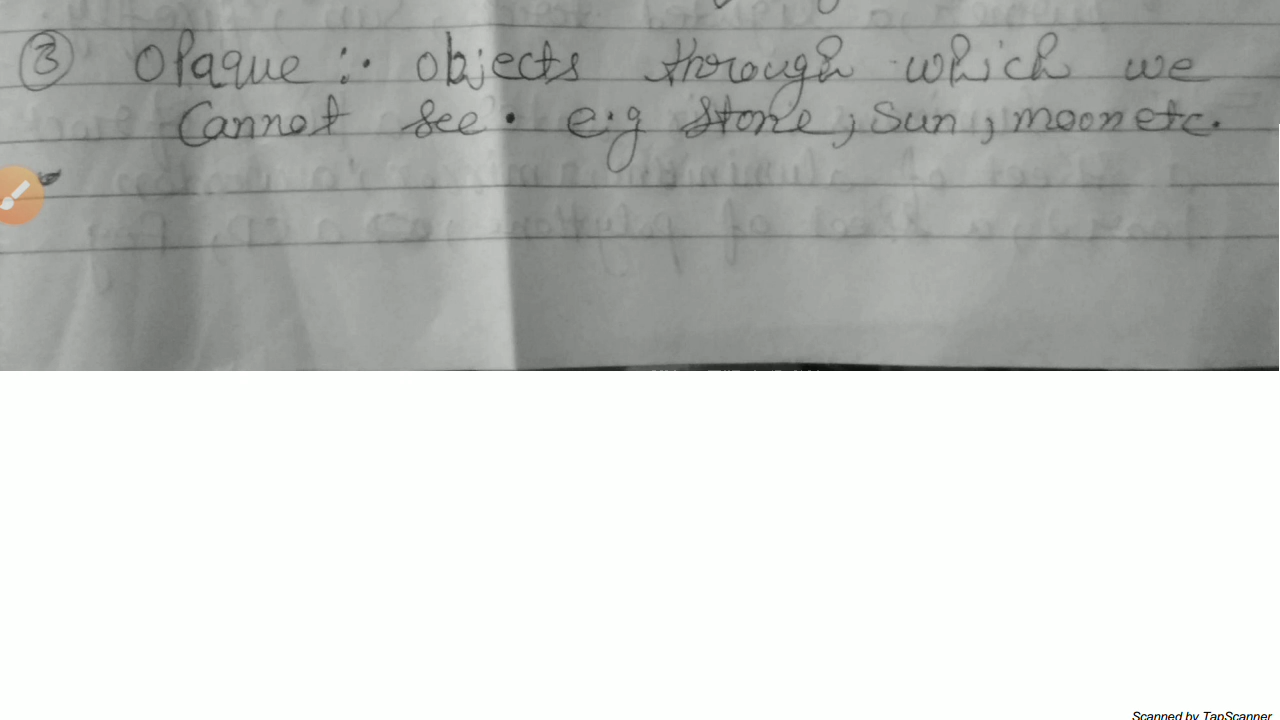 ③ Opaque :- objects through which we
Cannot see. e.g stone, Sun, moon etc.
Scanned by TapScanner